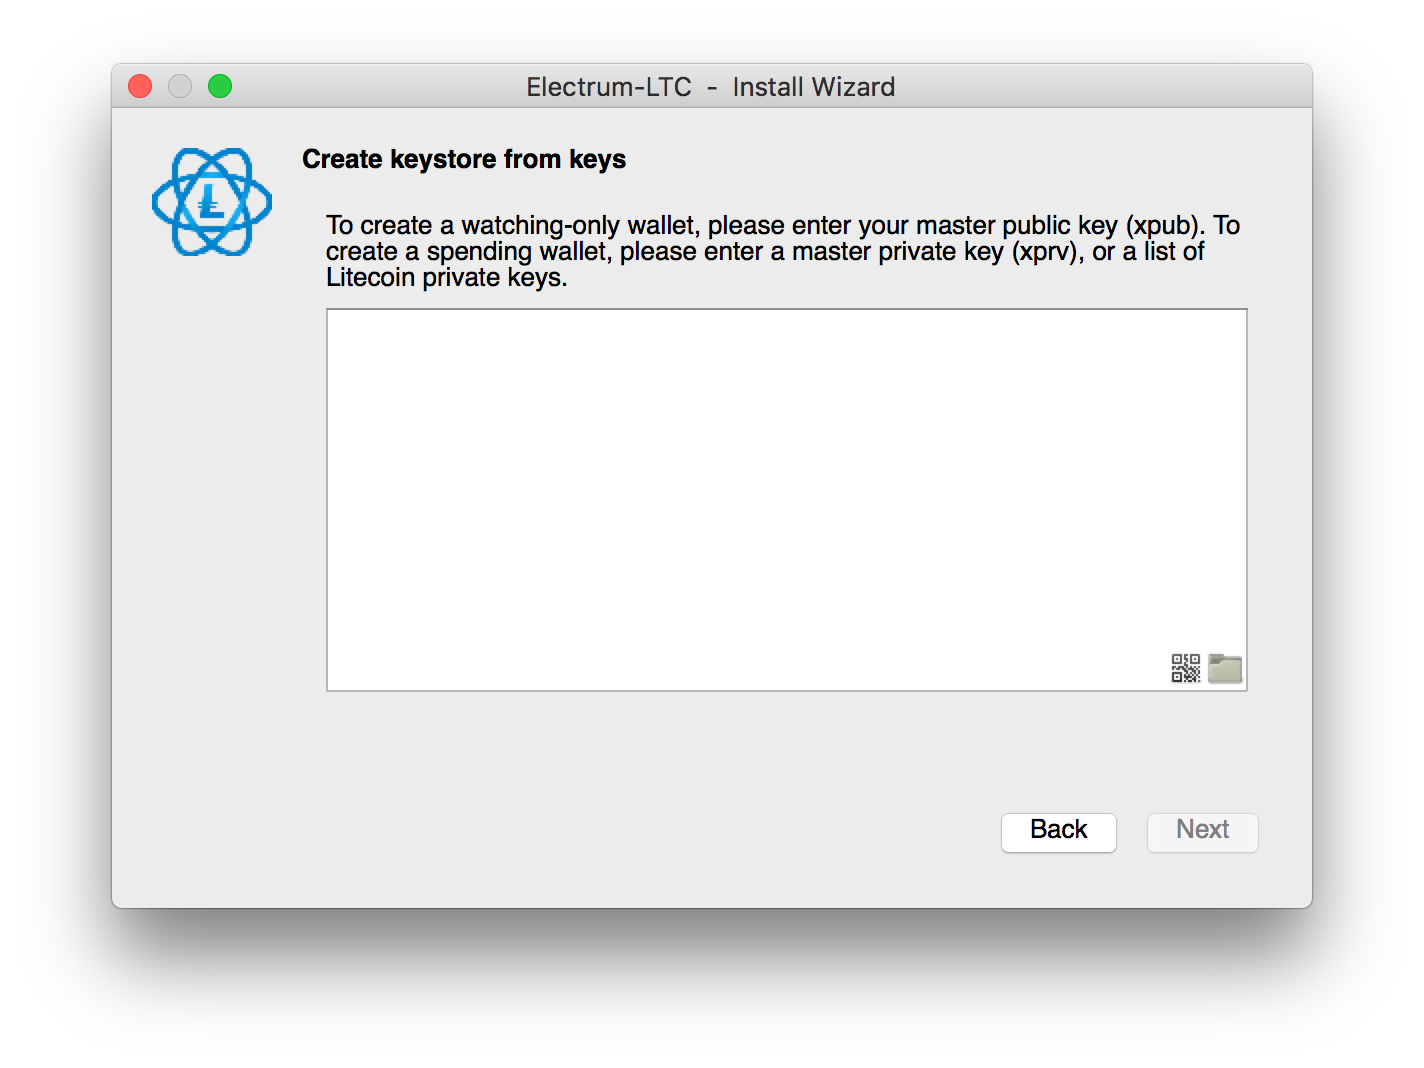 Electrum-LTC - Install Wizard
Create keystore from keys
To create a watching-only wallet, please enter your master public key (xpub). To
create a spending wallet, please enter a master private key (xprv), or a list of
Litecoin private keys.
Back
Next